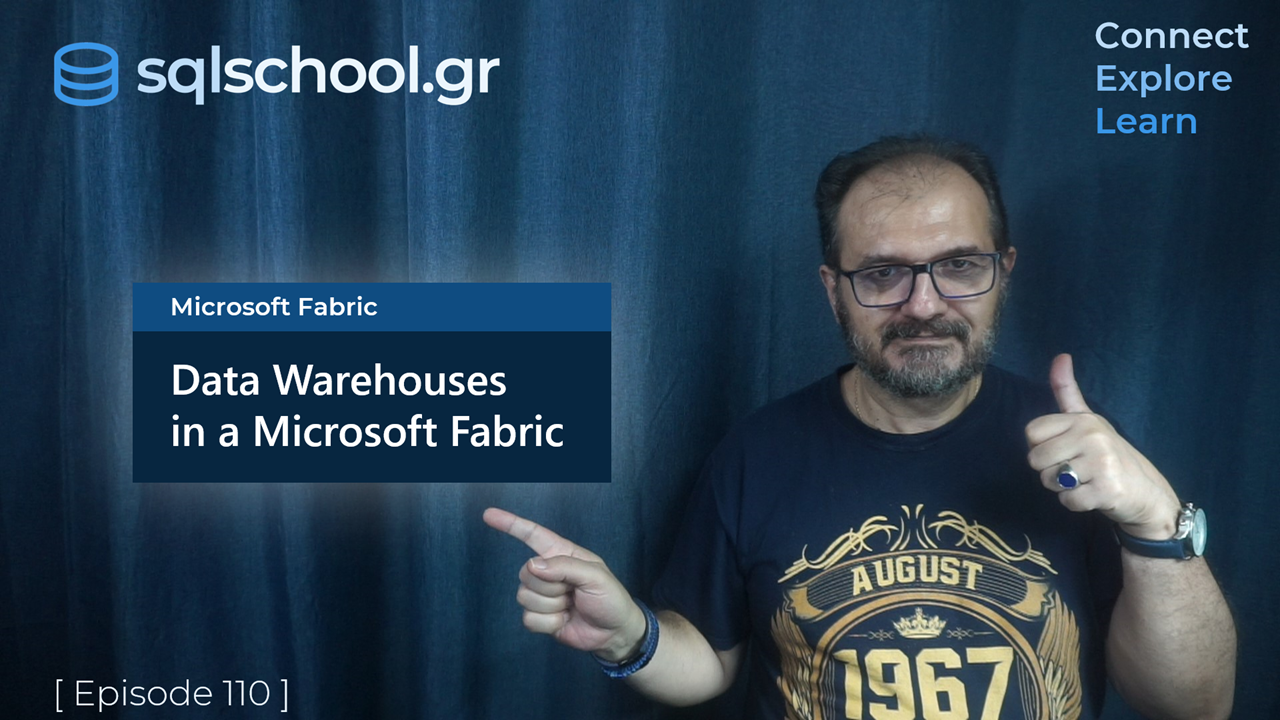 sqlschool.gr
Connect
Explore
Learn
Microsoft Fabric
Data Warehouses
in a Microsoft Fabric
AUGUST
1967
[ Episode 110 ]